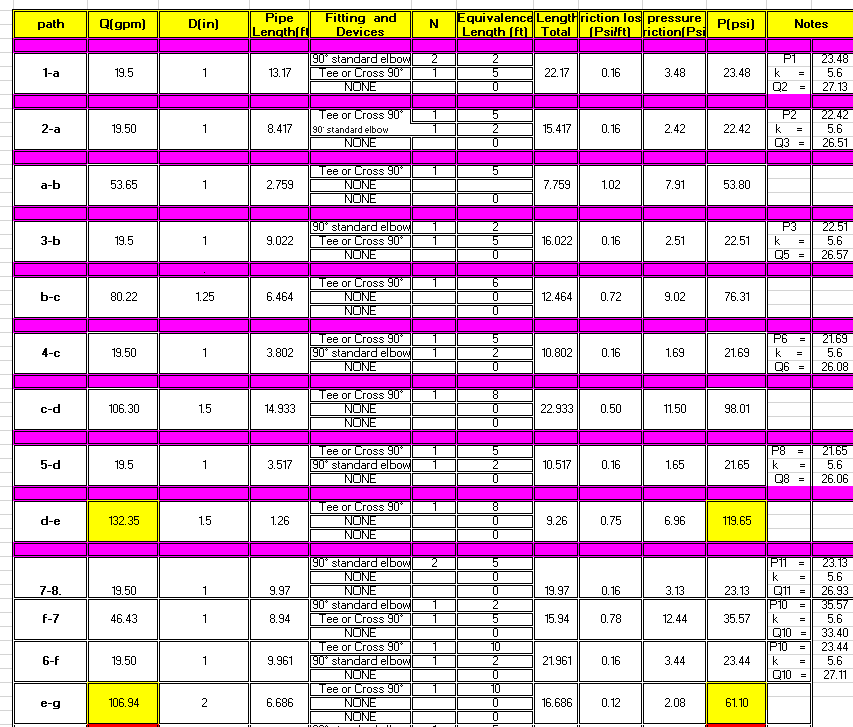 Pipe Fitting and Equivalence Length riction los pressure
path Q(gpm) D(in) N P(psi) Notes
Length(ft Devices Length (ft) Total (Psi/ft) riction(Psi
90° standard elbow 2 2 P1 23.48
1-a 19.5 1 13.17 Tee or Cross 90° 1 5 22.17 0.16 3.48 23.48 k = 5.6
NONE 0 Q2 = 27.13
Tee or Cross 90° 1 5 P2 22.42
2-a 19.50 1 8.417 90° standard elbow 1 2 15.417 0.16 2.42 22.42 k = 5.6
NONE 0 Q3 = 26.51
Tee or Cross 90° 1 5
a-b 53.65 1 2.759 NONE 7.759 1.02 7.91 53.80
NONE 0
90° standard elbow 1 2 P3 22.51
3-b 19.5 1 9.022 Tee or Cross 90° 1 5 16.022 0.16 2.51 22.51 k = 5.6
NONE 0 Q5 = 26.57
Tee or Cross 90° 1 6
b-c 80.22 1.25 6.464 NONE 0 12.464 0.72 9.02 76.31
NONE 0
Tee or Cross 90° 1 5 P6 = 21.69
4-c 19.50 1 3.802 90° standard elbow 1 2 10.802 0.16 1.69 21.69 k = 5.6
NONE 0 Q6 = 26.08
Tee or Cross 90° 1 8
c-d 106.30 1.5 14.933 NONE 0 22.933 0.50 11.50 98.01
NONE 0
Tee or Cross 90° 1 5 P8 = 21.65
5-d 19.5 1 3.517 90° standard elbow 1 2 10.517 0.16 1.65 21.65 k = 5.6
NONE 0 Q8 = 26.06
Tee or Cross 90° 1 8
d-e 132.35 1.5 1.26 NONE 0 9.26 0.75 6.96 119.65
NONE 0
90° standard elbow 2 5 P11 = 23.13
NONE 0 k = 5.6
7-8. 19.50 1 9.97 NONE 0 19.97 0.16 3.13 23.13 Q11 = 26.93
90° standard elbow 1 2 P10 = 35.57
f-7 46.43 1 8.94 Tee or Cross 90° 1 5 15.94 0.78 12.44 35.57 k = 5.6
NONE 0 Q10 = 33.40
Tee or Cross 90° 1 10 P10 = 23.44
6-f 19.50 1 9.961 90° standard elbow 1 2 21.961 0.16 3.44 23.44 k = 5.6
NONE 0 Q10 = 27.11
Tee or Cross 90° 1 10
e-g 106.94 2 6.686 NONE 0 16.686 0.12 2.08 61.10
NONE 0